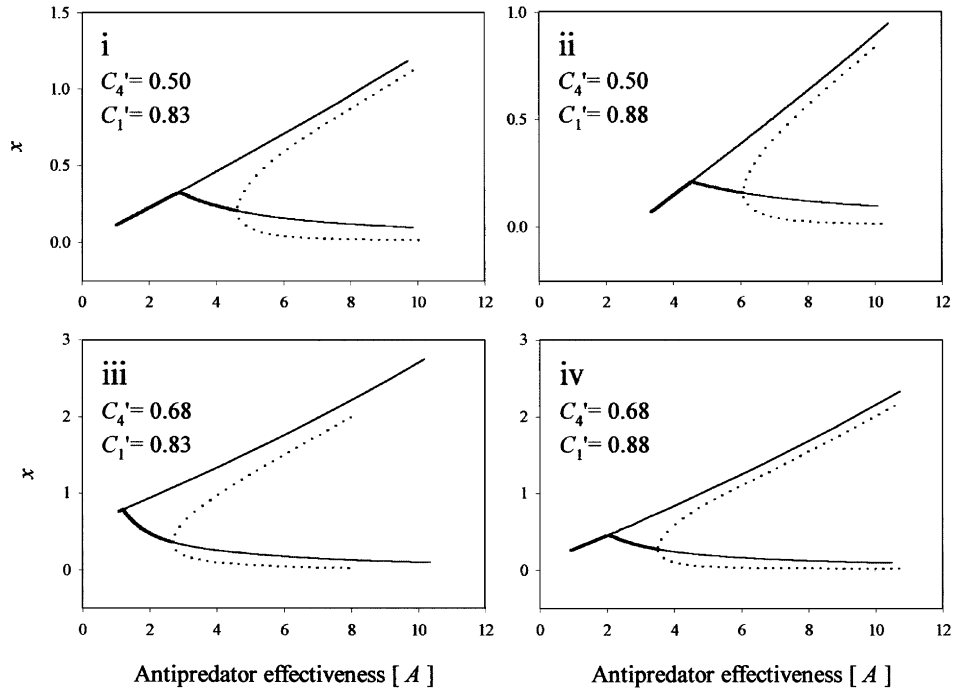 1.5
1.0
0.5
0.0
x
i
C4'= 0.50
C1'= 0.83
0 2 4 6 8 10 12
1.0
0.5
0.0
ii
C4'= 0.50
C1'= 0.88
0 2 4 6 8 10 12
3
2
1
0
x
iii
C4'= 0.68
C1'= 0.83
0 2 4 6 8 10 12
Antipredator effectiveness [ A ]
3
2
1
0
iv
C4'= 0.68
C1'= 0.88
0 2 4 6 8 10 12
Antipredator effectiveness [ A ]